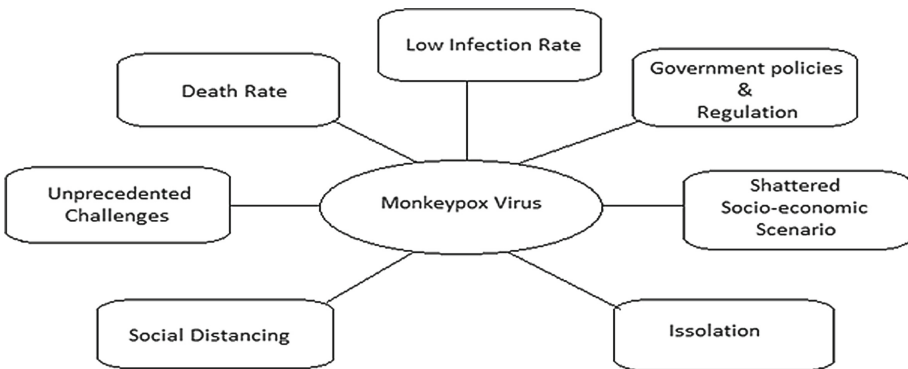 Low Infection Rate
Death Rate
Government policies
&
Regulation
Unprecedented
Challenges
Monkeypox Virus
Shattered
Socio-economic
Scenario
Social Distancing
Issolation